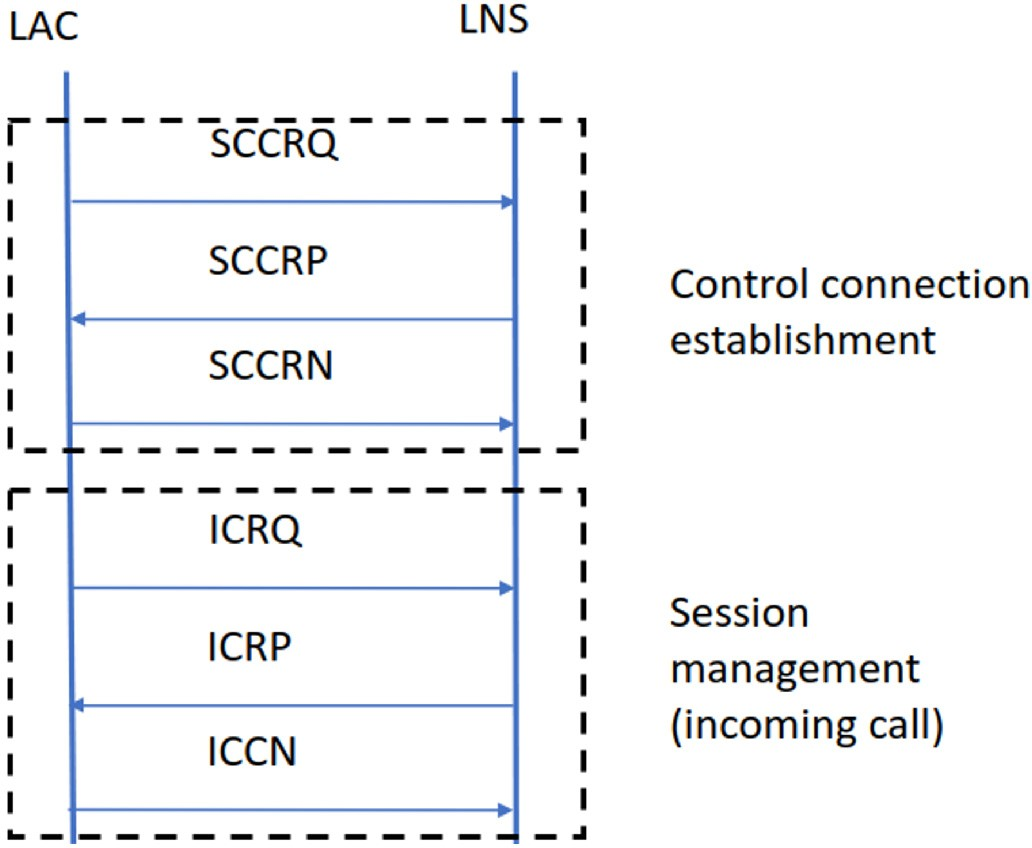 LAC
LNS
SCCRQ
SCCRP
SCCRN
Control connection
establishment
ICRQ
ICRP
ICCN
Session
management
(incoming call)